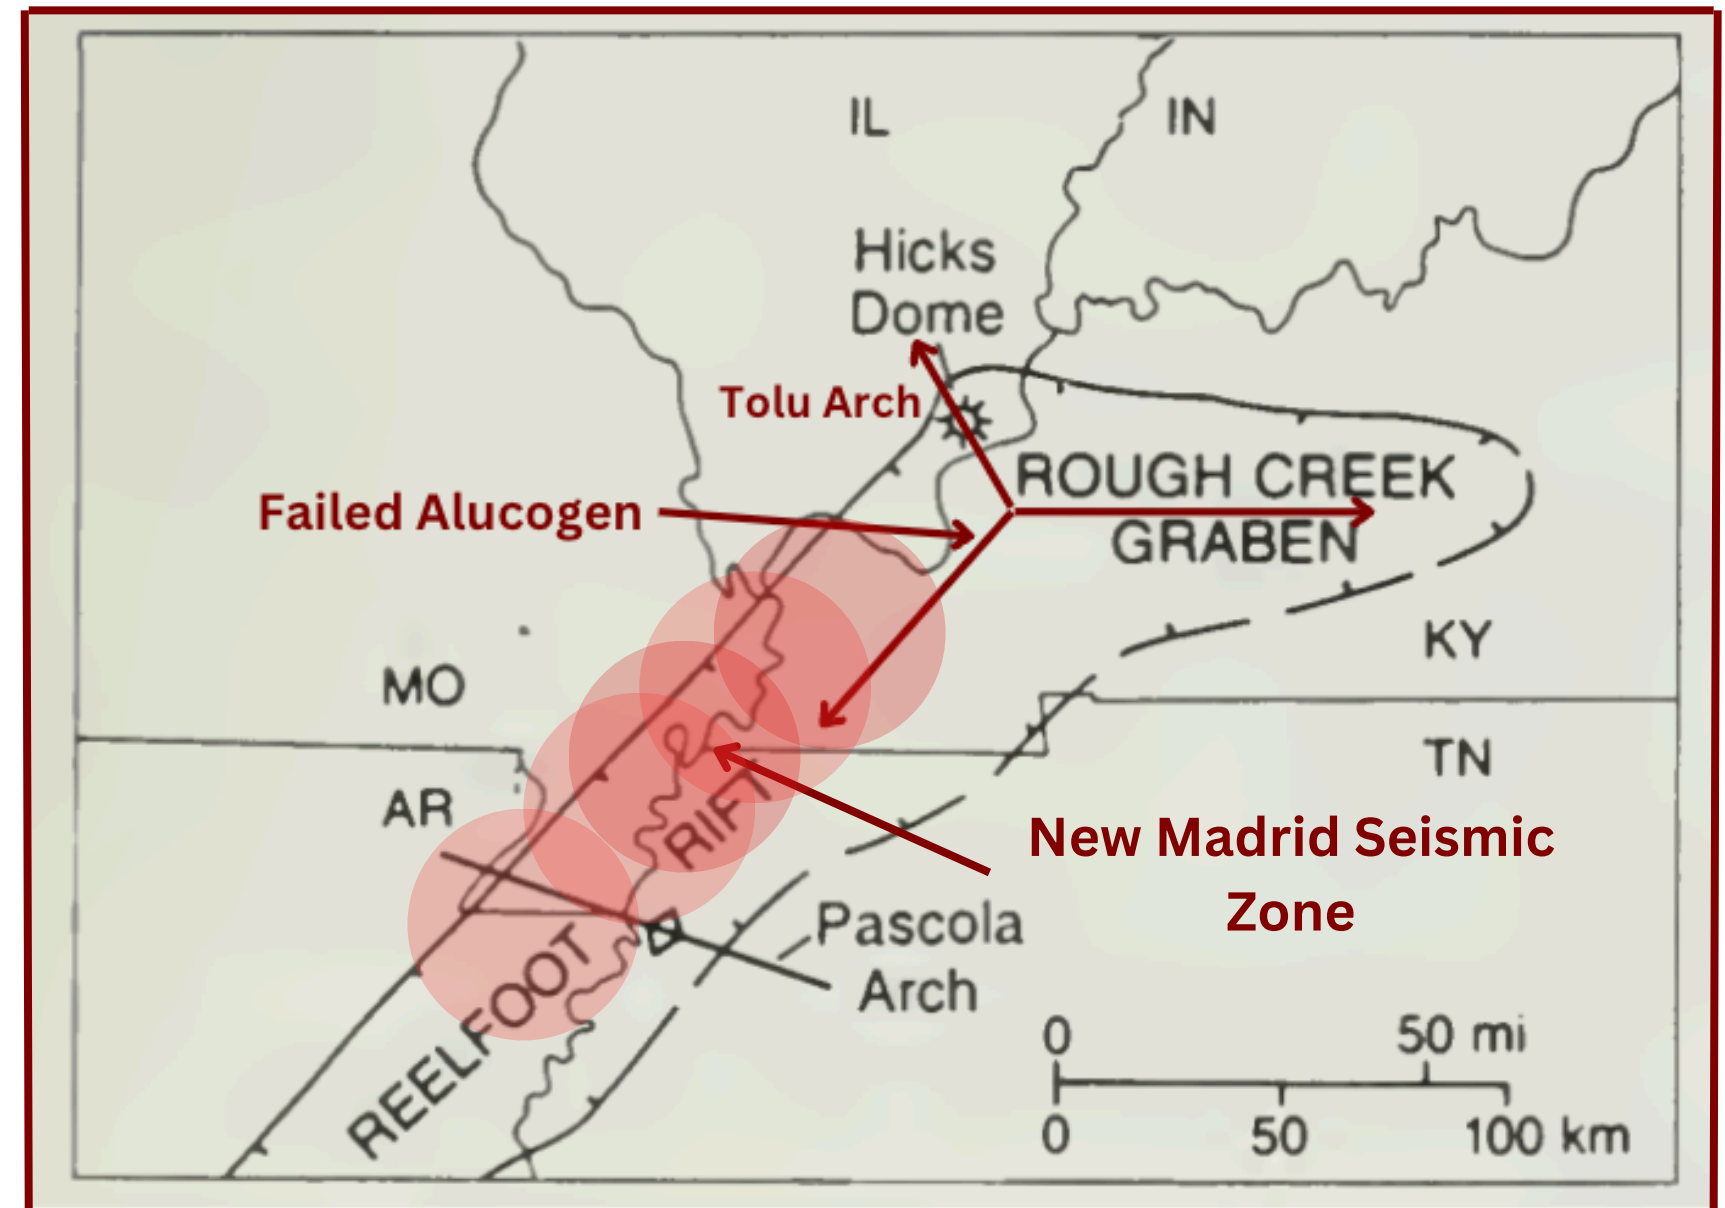 IL
IN
Hicks
Dome
Tolu Arch
ROUGH CREEK
GRABEN
Failed Alucogen
KY
MO
TN
AR
RIFT
New Madrid Seismic
Zone
Pascola
Arch
REELFOOT
0
50 mi
0
50
100 km